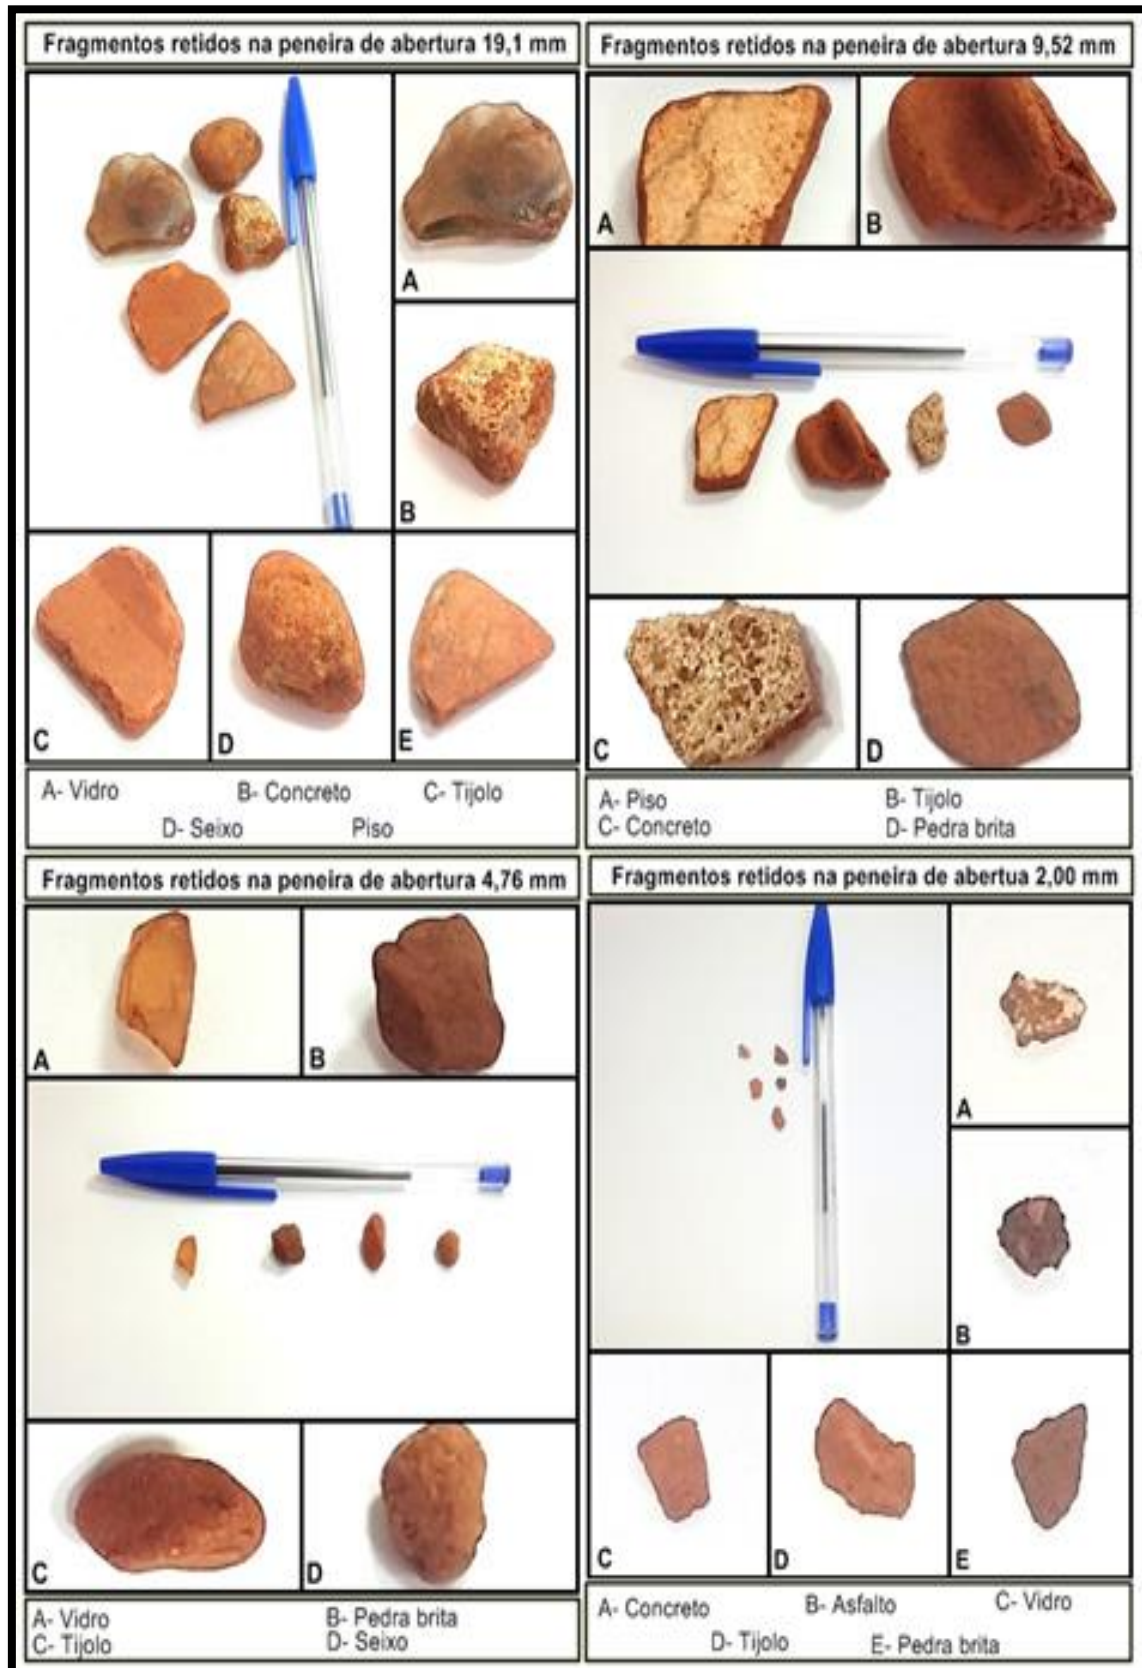 Fragmentos retidos na peneira de abertura 19,1 mm
A
B
C
D
E
A- Vidro B- Concreto C- Tijolo
D- Seixo Piso
Fragmentos retidos na peneira de abertura 9,52 mm
A
B
C
D
A- Piso B- Tijolo
C- Concreto D- Pedra brita
Fragmentos retidos na peneira de abertura 4,76 mm
A
B
C
D
A- Vidro B- Pedra brita
C- Tijolo D- Seixo
Fragmentos retidos na peneira de abertua 2,00 mm
A
B
C
D
E
A- Concreto B- Asfalto C- Vidro
D- Tijolo E- Pedra brita